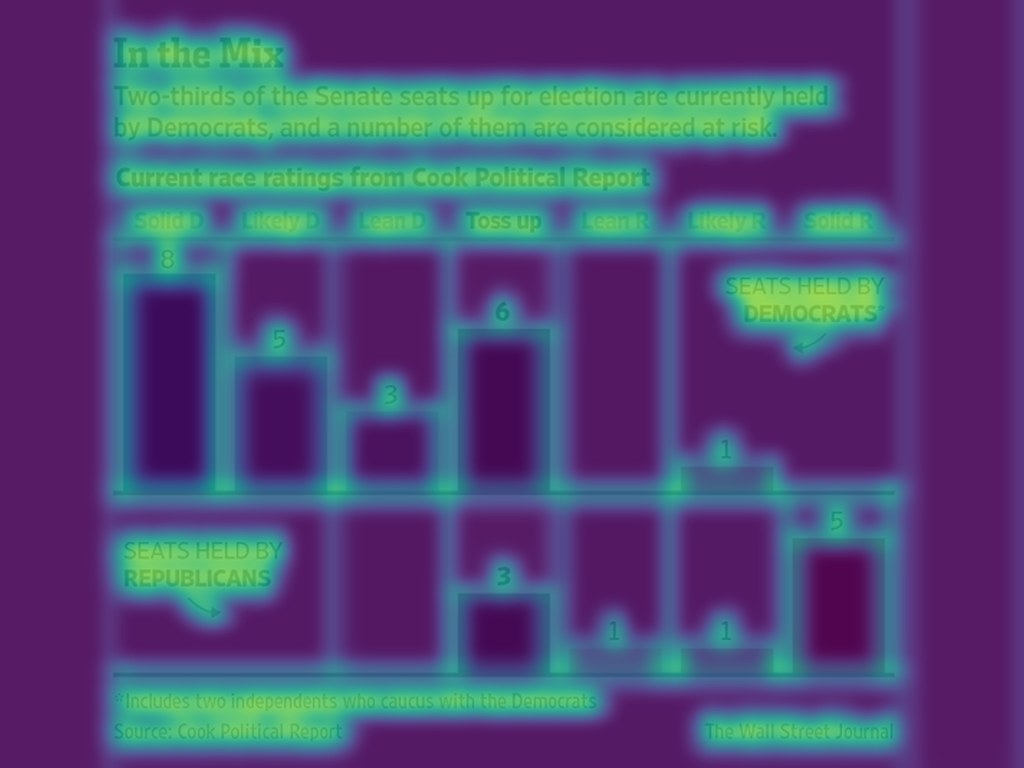 In the Mix
Two-thirds of the Senate seats up for election are currently held
by Democrats, and a number of them are considered at risk.
Current race ratings from Cook Political Report
Solid D Likely D Lean D Toss up Lean R Likely R Solid R
8
5
3
6
1
SEATS HELD BY
DEMOCRATS*
SEATS HELD BY
REPUBLICANS
3
1
1
5
*Includes two independents who caucus with the Democrats
Source: Cook Political Report
The Wall Street Journal